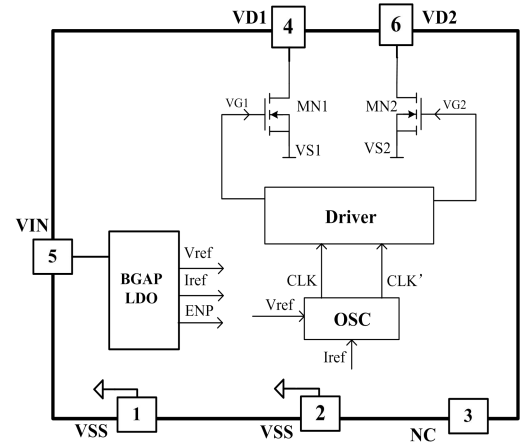 VD1
4
6
VD2
VG1
MN1
MN2
VG2
VS1
VS2
Driver
VIN
5
BGAP
LDO
Vref
Iref
ENP
CLK
CLK'
Vref
OSC
Iref
VSS
1
VSS
2
NC
3